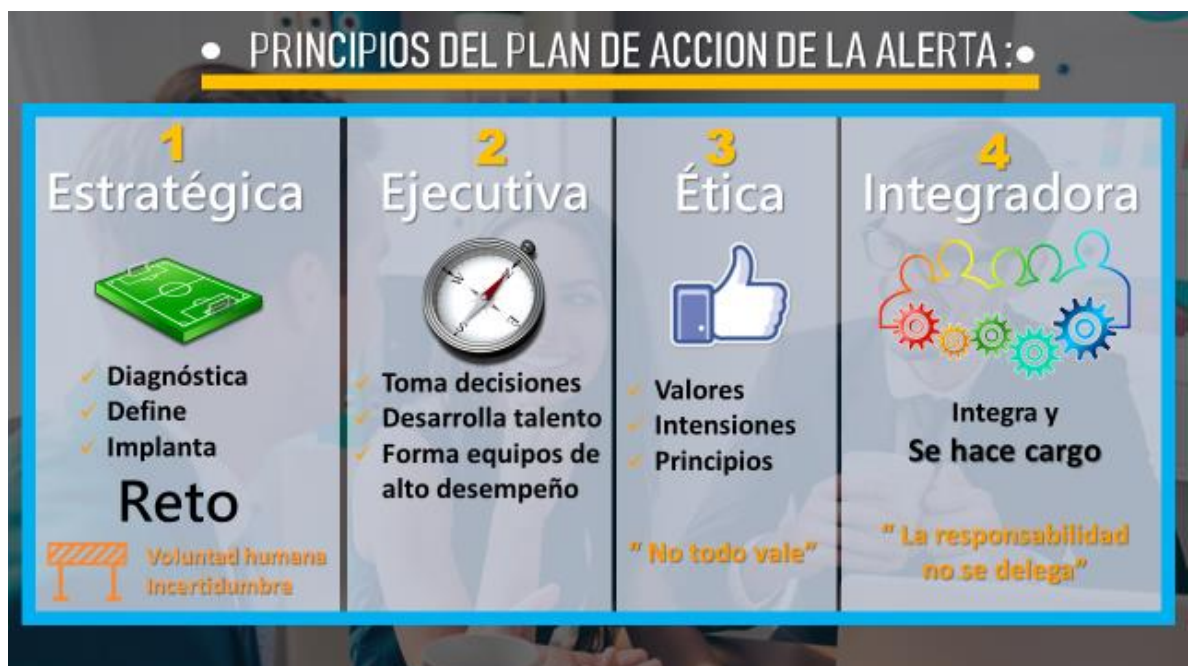 • PRINCIPIOS DEL PLAN DE ACCION DE LA ALERTA :•
1
Estratégica
Diagnóstica
Define
Implanta
Reto
Voluntad humana
Incertidumbre
2
Ejecutiva
Toma decisiones
Desarrolla talento
Forma equipos de
alto desempeño
3
Ética
Valores
Intensiones
Principios
" No todo vale”
4
Integradora
Integra y
Se hace cargo
" La responsabilidad
no se delega”